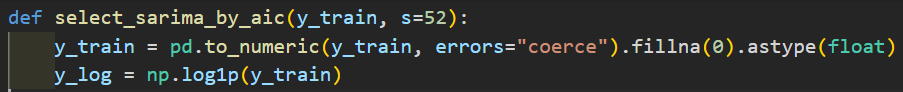 def select_sarima_by_aic(y_train, s=52):
    y_train = pd.to_numeric(y_train, errors="coerce").fillna(0).astype(float)
    y_log = np.log1p(y_train)